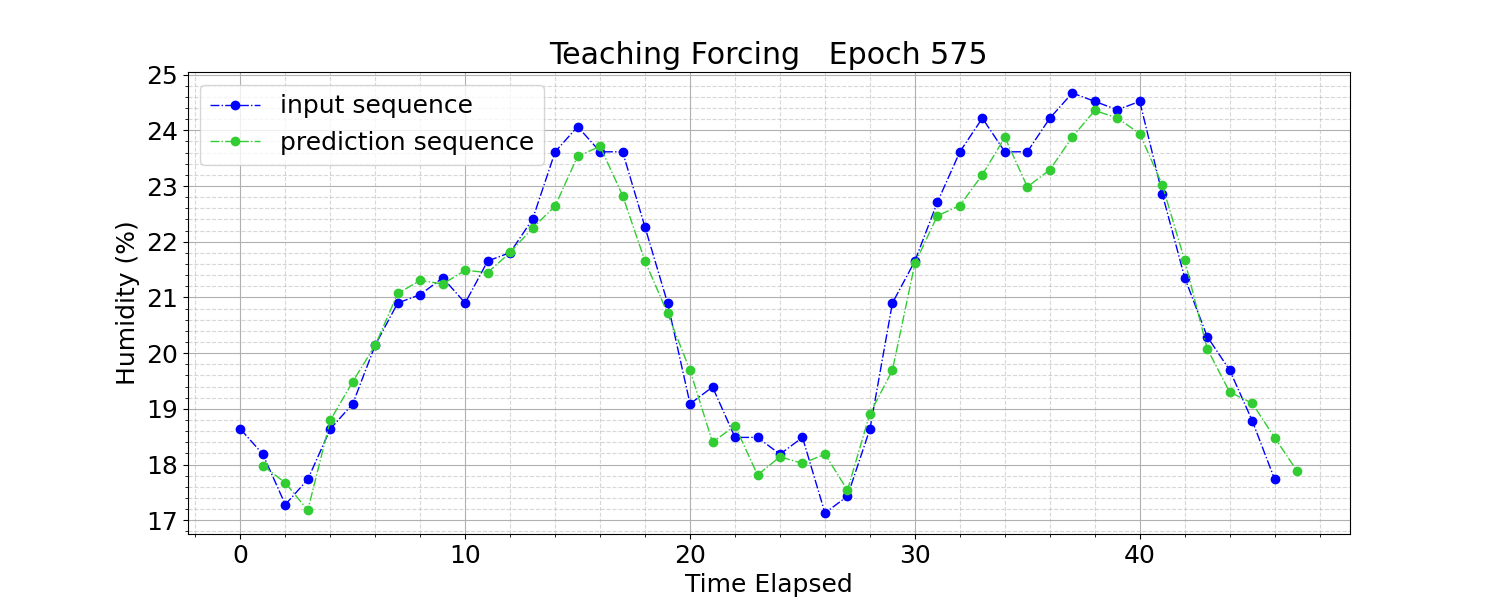 Teaching Forcing   Epoch 575
input sequence
prediction sequence
Humidity (%)
25
24
23
22
21
20
19
18
17
0 10 20 30 40
Time Elapsed